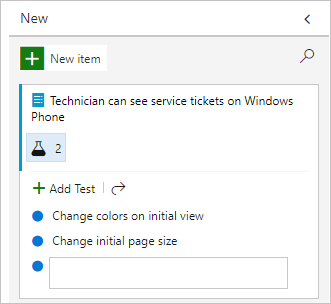 New
New item
Technician can see service tickets on Windows
Phone
2
Add Test
Change colors on initial view
Change initial page size